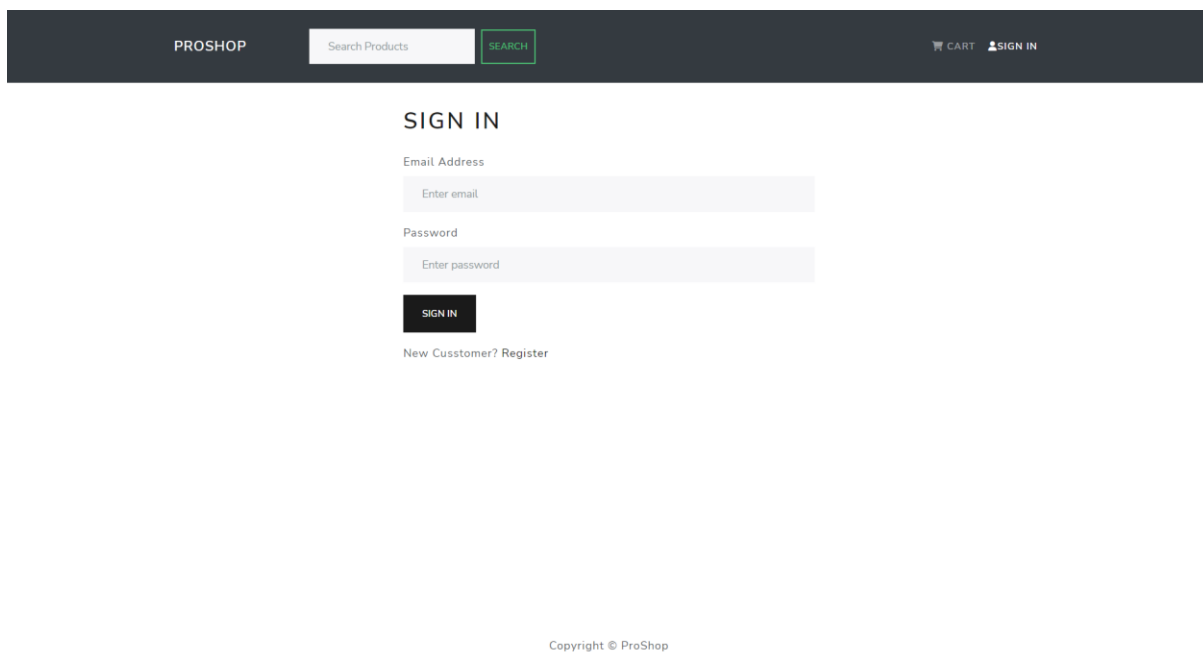 PROSHOP Search Products SEARCH CART SIGN IN
SIGN IN
Email Address
Enter email
Password
Enter password
SIGN IN
New Cusstomer? Register
Copyright © ProShop